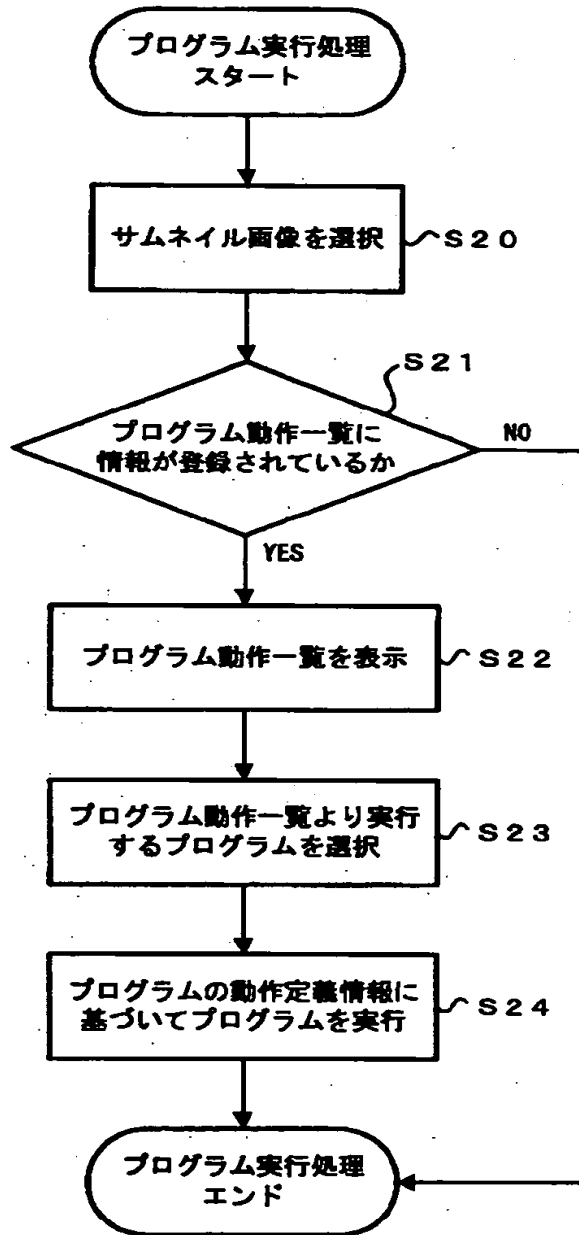 プログラム実行処理
スタート
サムネイル画像を選択
S20
S21
プログラム動作一覧に
情報が登録されているか
NO
YES
プログラム動作一覧を表示
S22
プログラム動作一覧より実行
するプログラムを選択
S23
プログラムの動作定義情報に
基づいてプログラムを実行
S24
プログラム実行処理
エンド